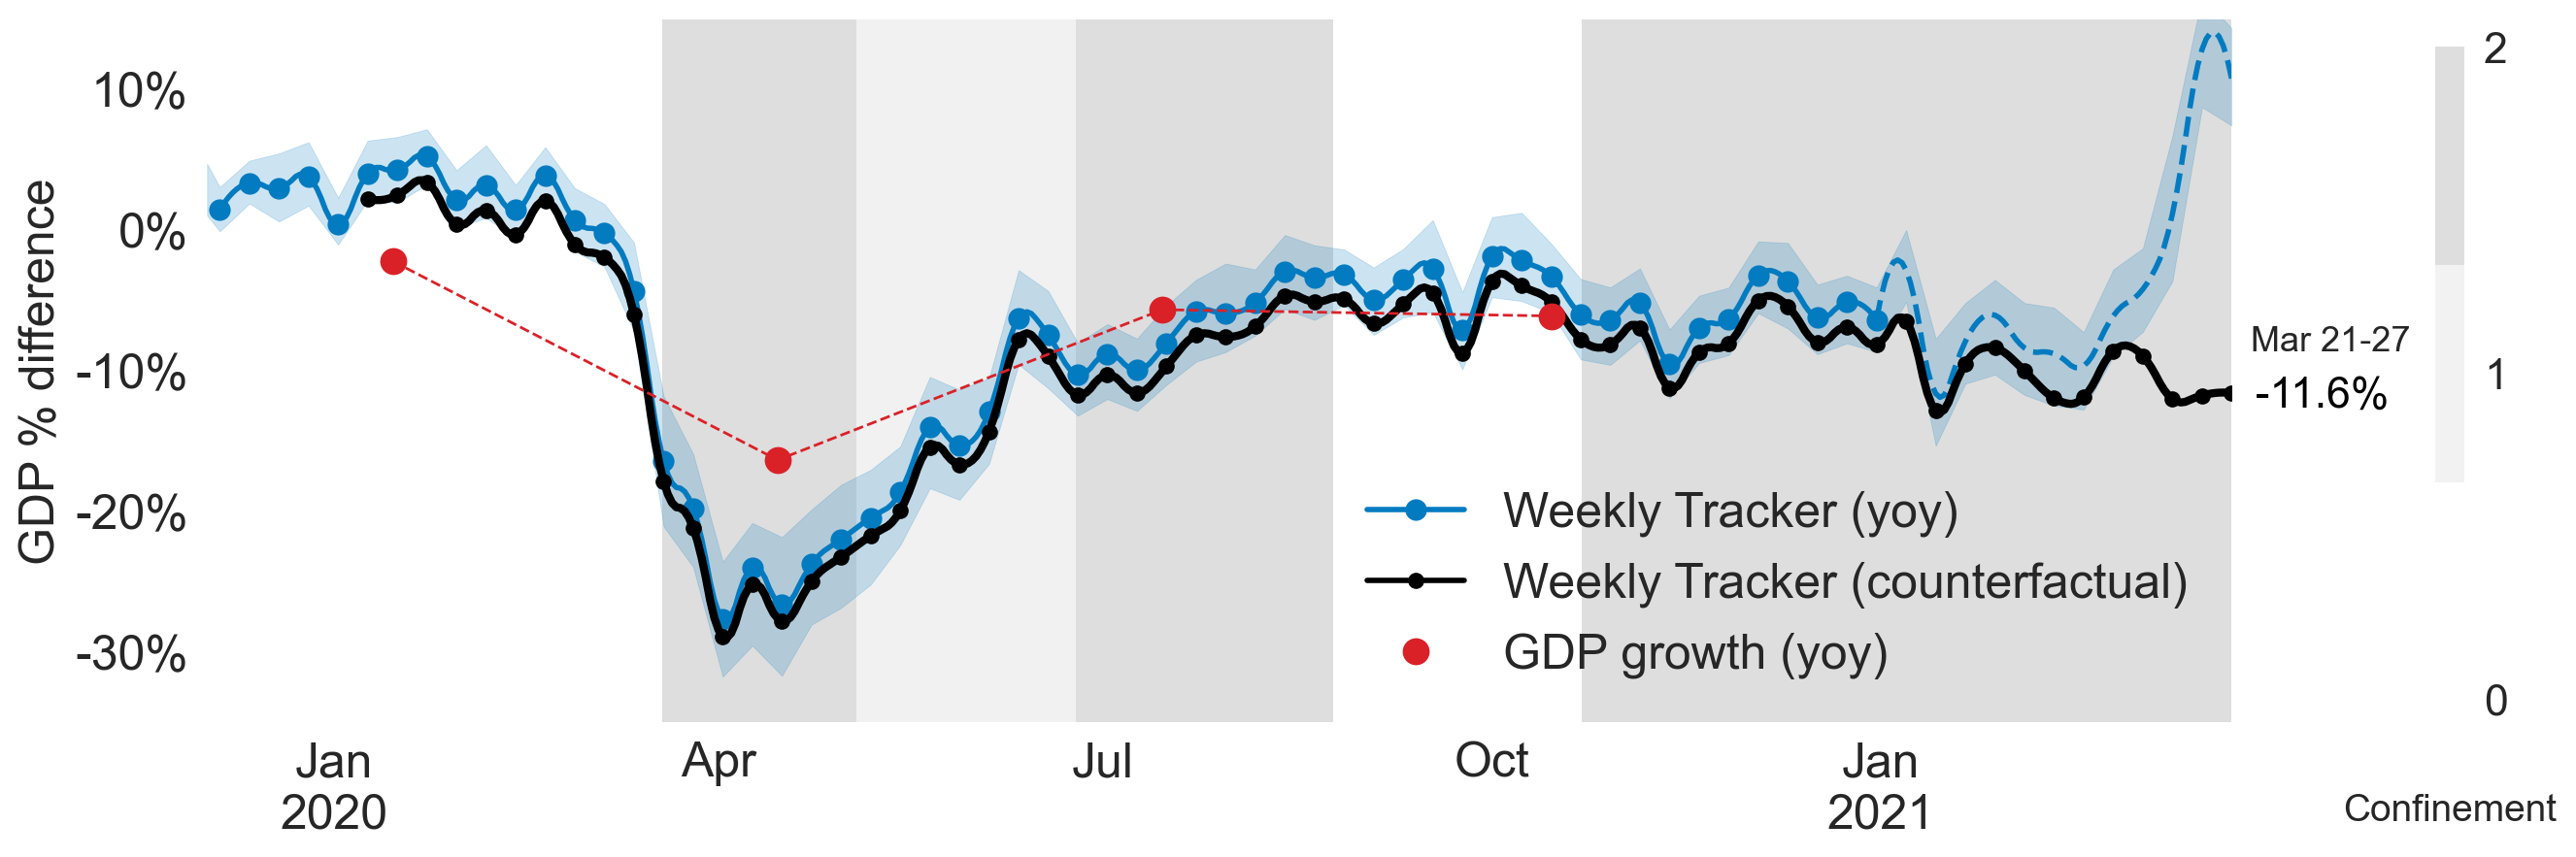 GDP % difference
10%
0%
-10%
-20%
-30%
Jan
2020
Apr
Jul
Oct
Jan
2021
Weekly Tracker (yoy)
Weekly Tracker (counterfactual)
GDP growth (yoy)
Mar 21-27
-11.6%
2
1
0
Confinement